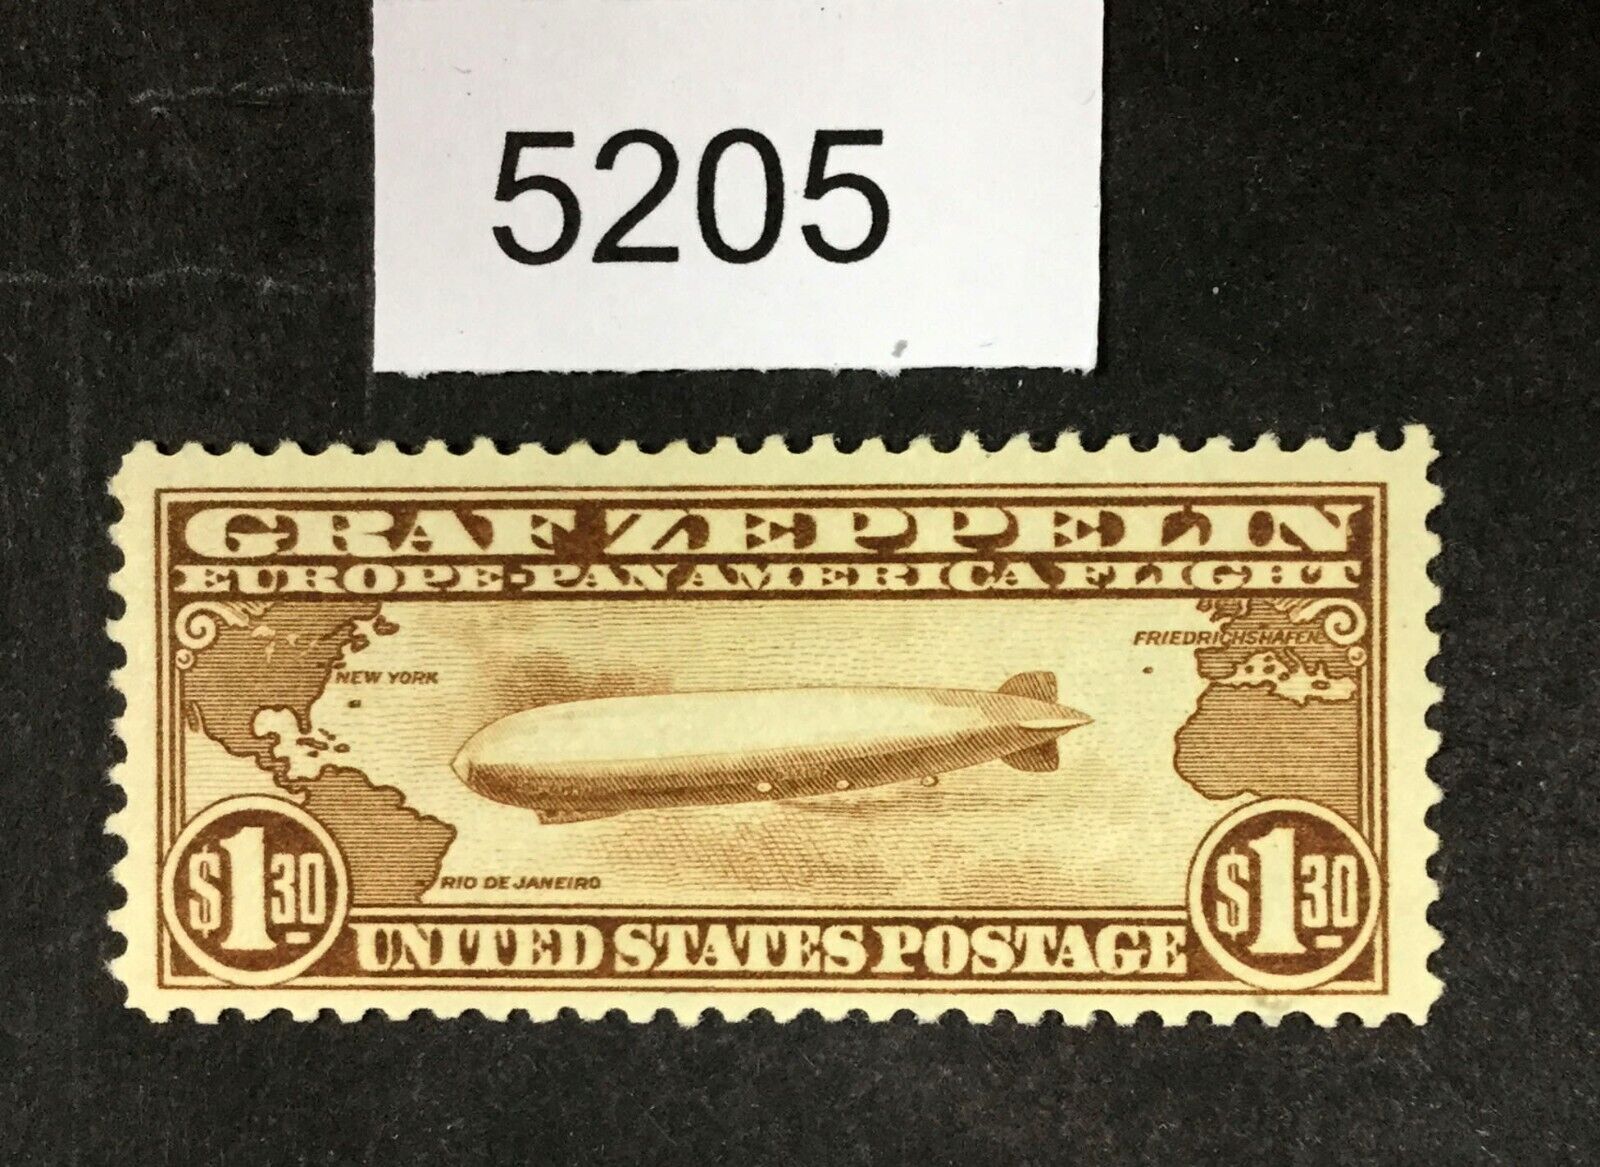 5205
GRAF ZEPPELIN
EUROPE-PAN AMERICA FLIGHT
FRIEDRICHSHAFEN
NEW YORK
RIO DE JANEIRO
$1.30 $1.30
UNITED STATES POSTAGE